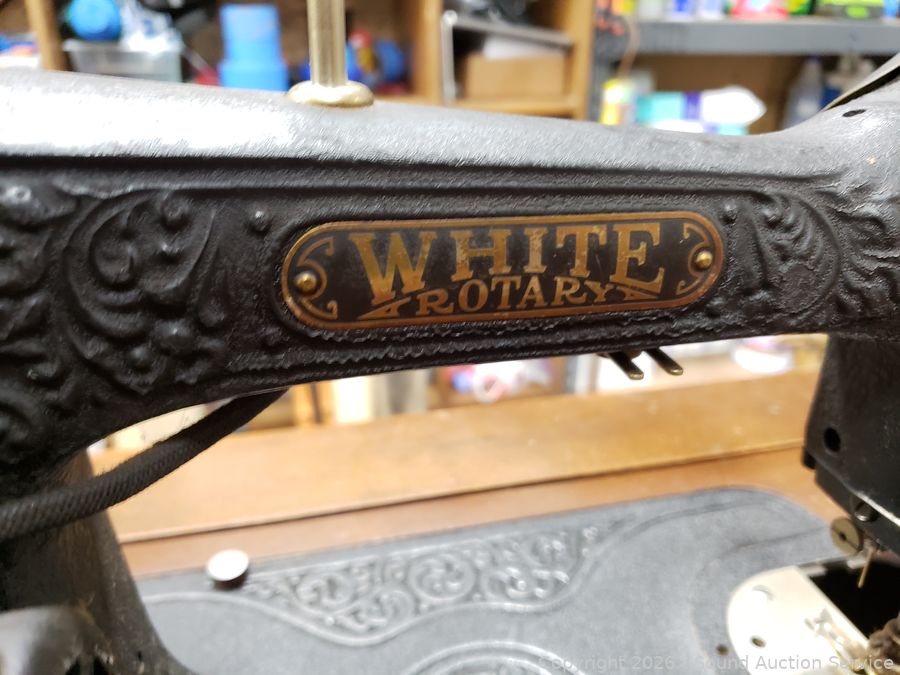 WHITE
ROTARY
Copyright 2026 - Sound Auction Service